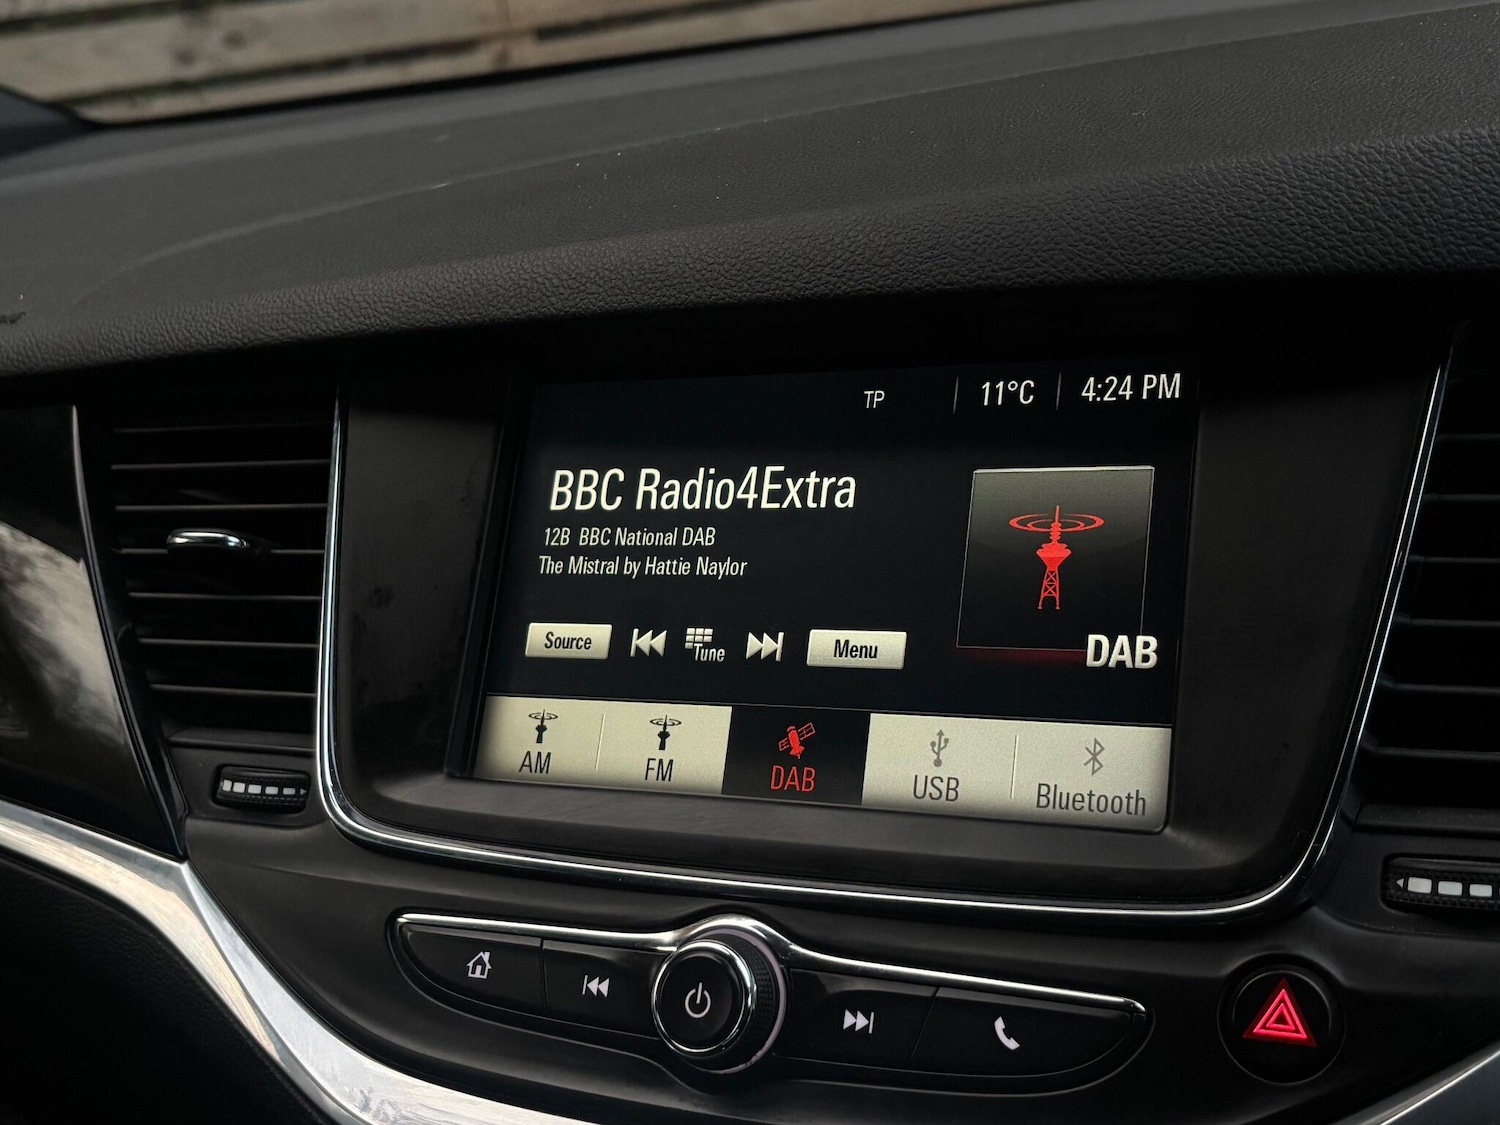 TP 11°C 4:24 PM
BBC Radio4Extra
12B BBC National DAB
The Mistral by Hattie Naylor
Source Tune Menu
DAB
AM FM DAB USB Bluetooth